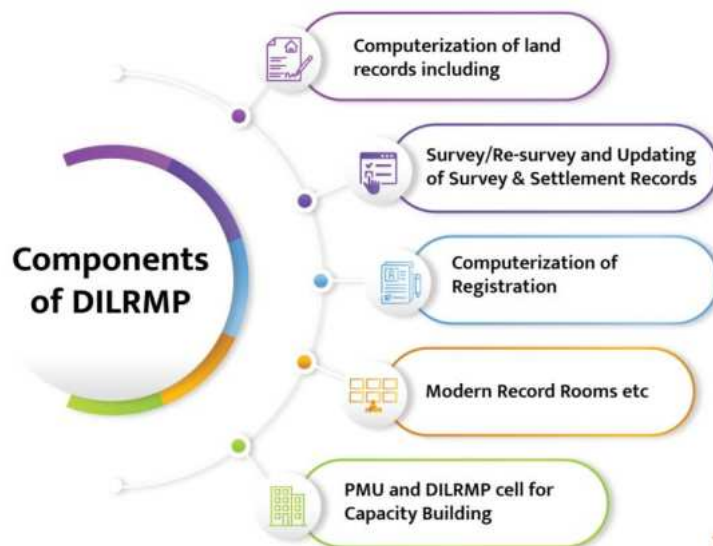 Components
of DILRMP
Computerization of land
records including
Survey/Re-survey and Updating
of Survey & Settlement Records
Computerization of
Registration
Modern Record Rooms etc
PMU and DILRMP cell for
Capacity Building